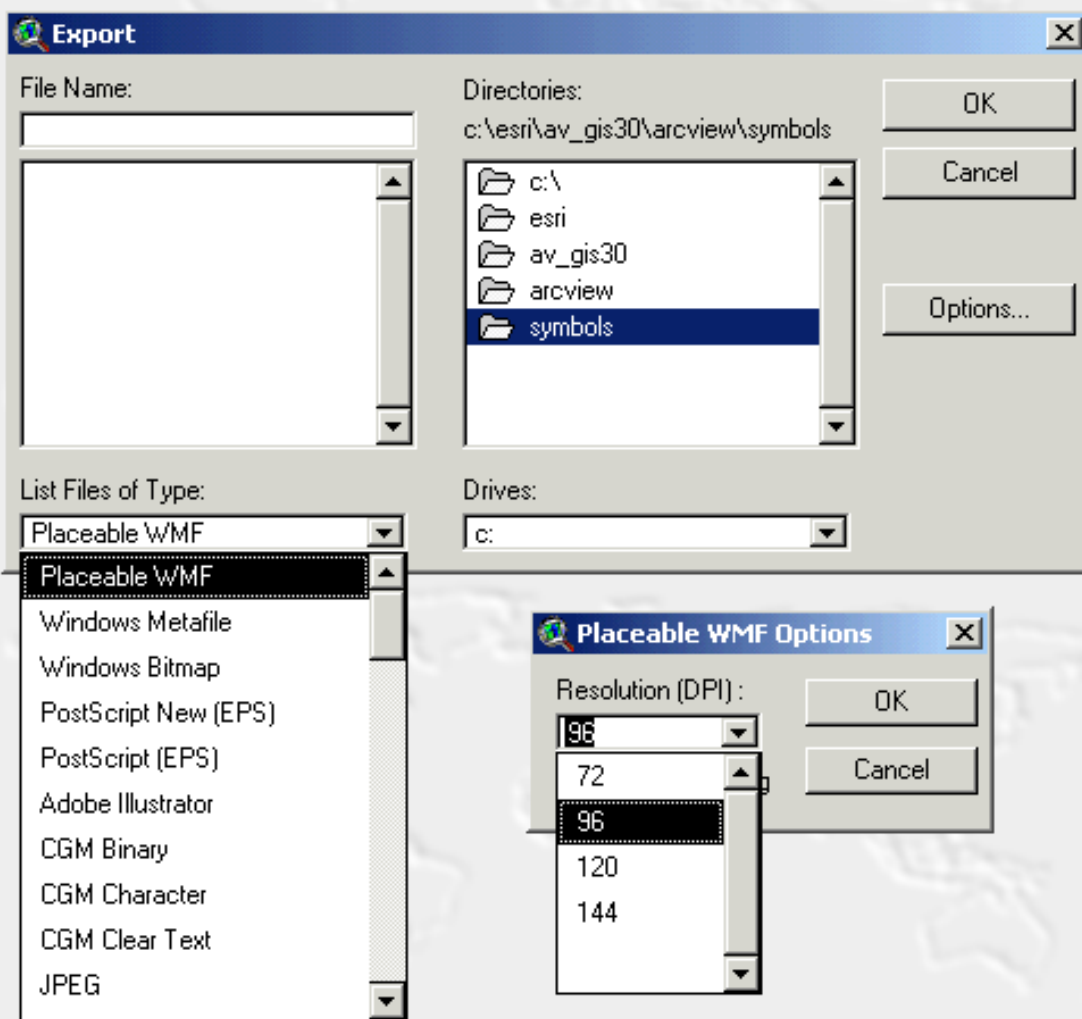 Export
File Name:
Directories:
c:\esri\av_gis30\arcview\symbols
OK
Cancel
Options...
c:\
esri
av_gis30
arcview
symbols
List Files of Type:
Placeable WMF
Drives:
c:
Placeable WMF
Windows Metafile
Windows Bitmap
PostScript New (EPS)
PostScript (EPS)
Adobe Illustrator
CGM Binary
CGM Character
CGM Clear Text
JPEG
Placeable WMF Options
Resolution (DPI) :
96
OK
Cancel
72
96
120
144